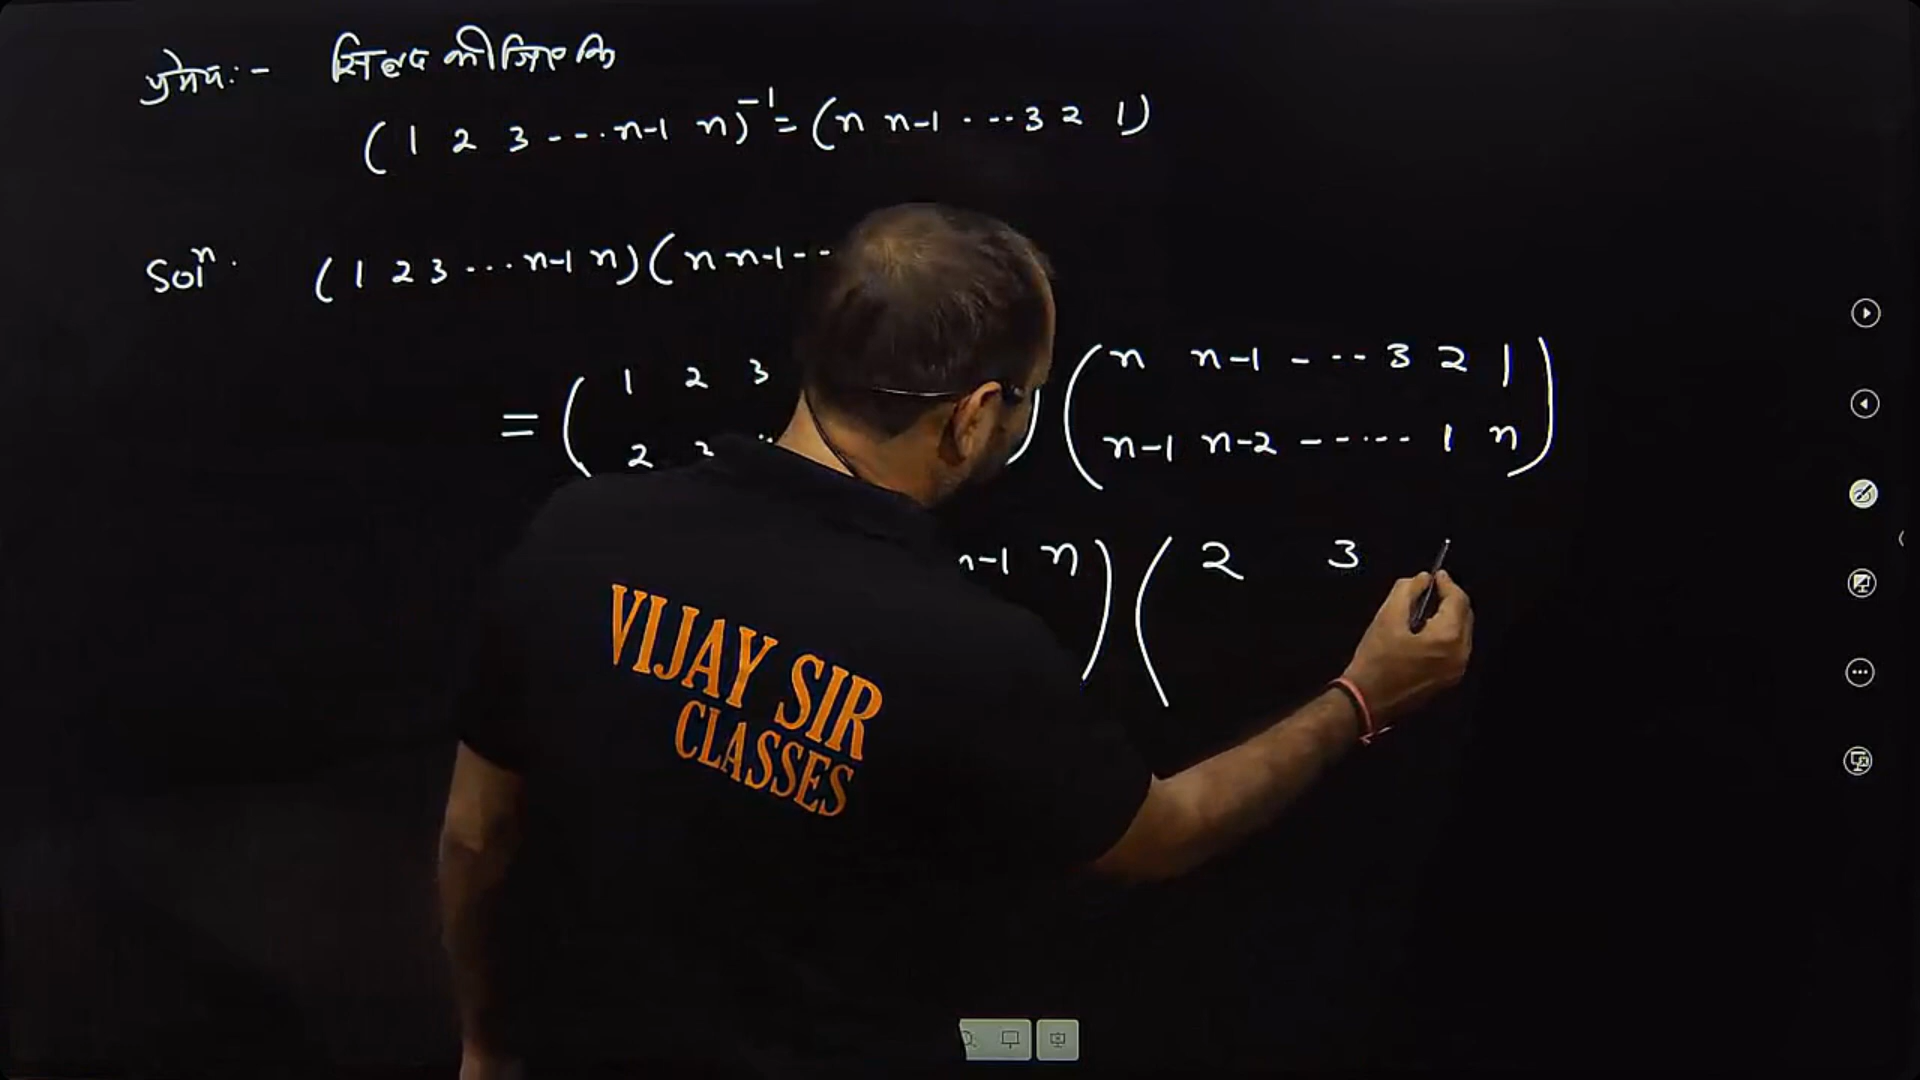 प्रमेय:- सिद्ध कीजिए कि
(1 2 3 ---- n-1 n)⁻¹ = (n n-1 ---- 3 2 1)
Solⁿ. (1 2 3 --- n-1 n)(n n-1 --
= (1 2 3 )(n n-1 ---- 3 2 1)
(2 3 )(n-1 n-2 ------ 1 n)
n-1 n)(2 3
VIJAY SIR
CLASSES